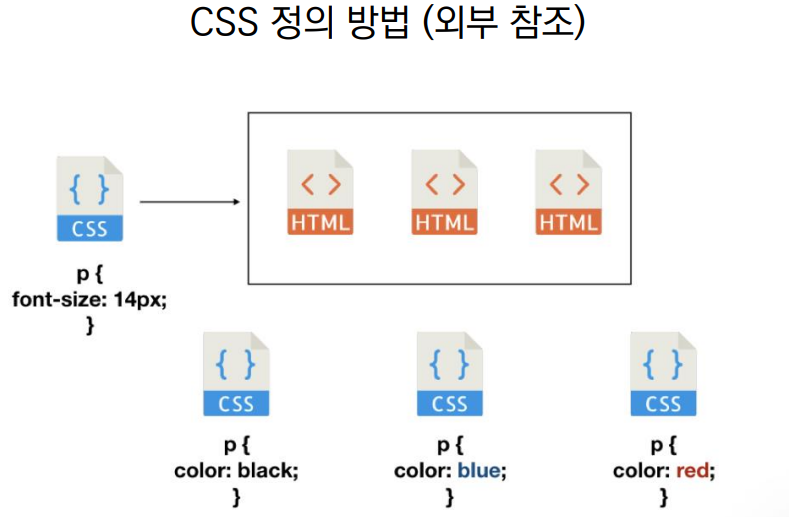 CSS 정의 방법 (외부 참조)
{ }
CSS
< >
HTML
< >
HTML
< >
HTML
p {
font-size: 14px;
}
{ }
CSS
p {
color: black;
}
{ }
CSS
p {
color: blue;
}
{ }
CSS
p {
color: red;
}